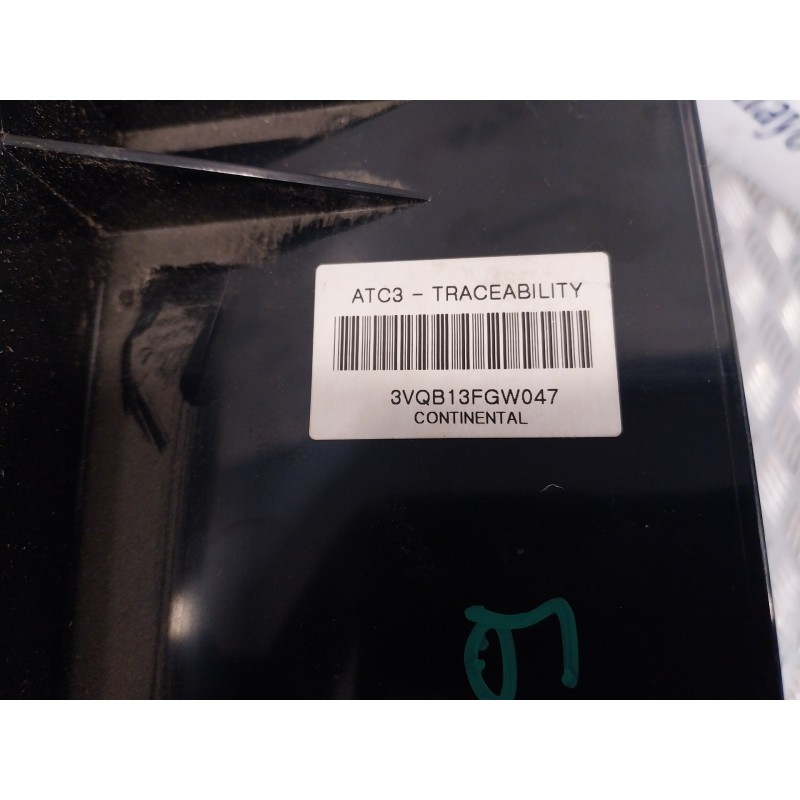 ATC3 - TRACEABILITY
3VQB13FGW047
CONTINENTAL